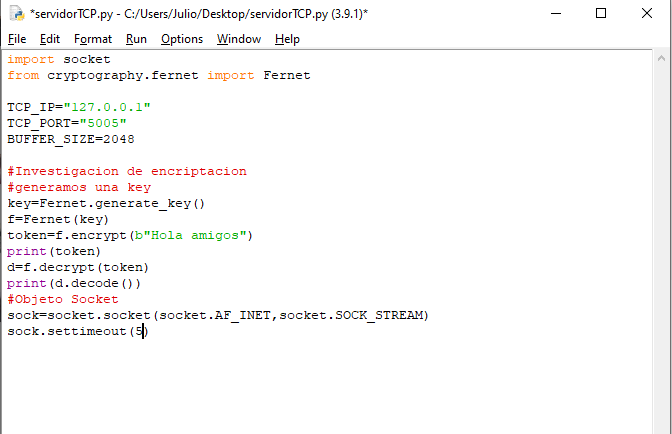 *servidorTCP.py - C:/Users/Julio/Desktop/servidorTCP.py (3.9.1)*
File Edit Format Run Options Window Help
import socket
from cryptography.fernet import Fernet
TCP_IP="127.0.0.1"
TCP_PORT="5005"
BUFFER_SIZE=2048
#Investigacion de encriptacion
#generamos una key
key=Fernet.generate_key()
f=Fernet(key)
token=f.encrypt(b"Hola amigos")
print(token)
d=f.decrypt(token)
print(d.decode())
#Objeto Socket
sock=socket.socket(socket.AF_INET,socket.SOCK_STREAM)
sock.settimeout(5)